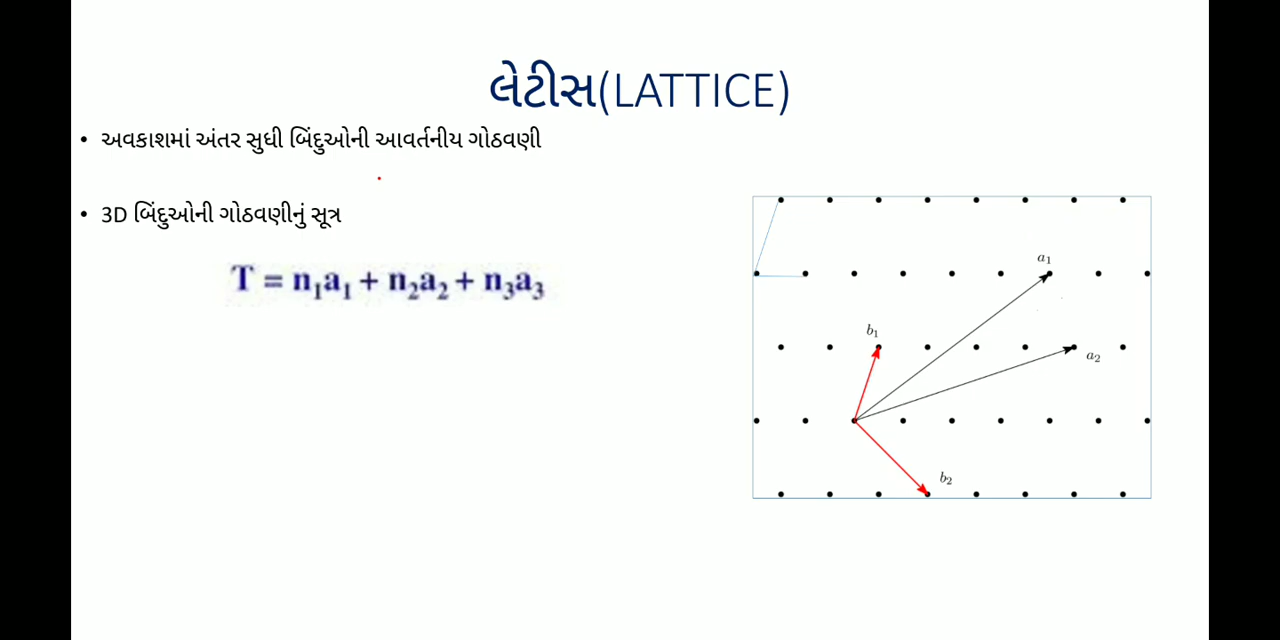 લેટીસ(LATTICE)
• અવકાશમાં અંતર સુધી બિંદુઓની આવર્તનીય ગોઠવણી
• 3D બિંદુઓની ગોઠવણીનું સૂત્ર
T = n₁a₁ + n₂a₂ + n₃a₃
a₁
b₁
a₂
b₂